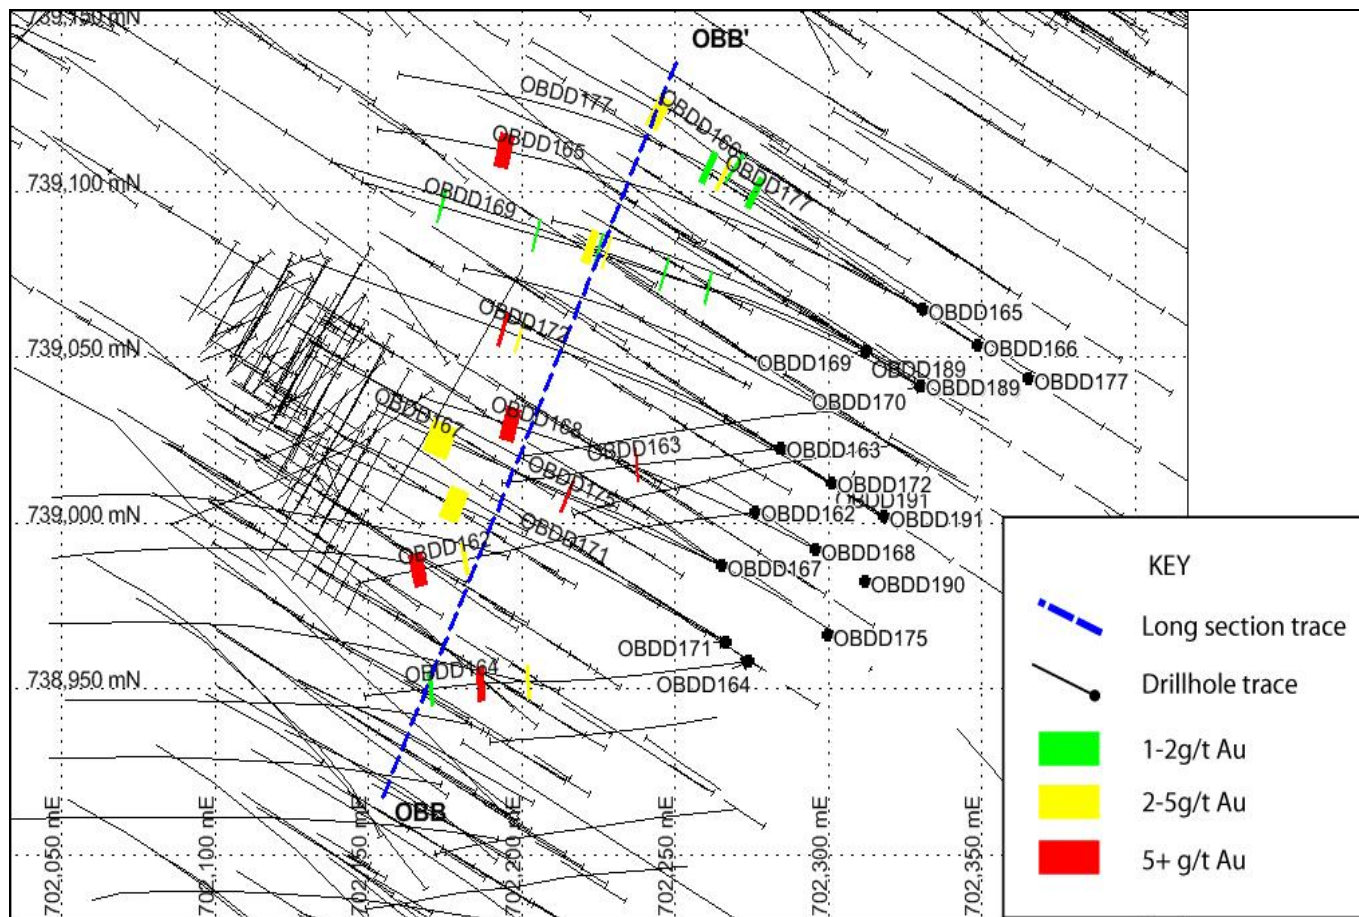 739,150 mN
OBB'
OBDD177
OBDD166
OBDD165
OBDD177
739,100 mN
OBDD169
OBDD172
OBDD165
OBDD166
739,050 mN
OBDD169
OBDD189
OBDD189
OBDD177
OBDD170
OBDD167
OBDD168
OBDD163
OBDD163
OBDD175
OBDD172
OBDD191
OBDD191
739,000 mN
OBDD162
OBDD171
OBDD162
OBDD168
OBDD167
OBDD190
OBDD175
OBDD171
OBDD164
OBDD164
738,950 mN
OBB
702,050 mE
702,100 mE
702,150 mE
702,200 mE
702,250 mE
702,300 mE
702,350 mE
KEY
Long section trace
Drillhole trace
1-2g/t Au
2-5g/t Au
5+ g/t Au